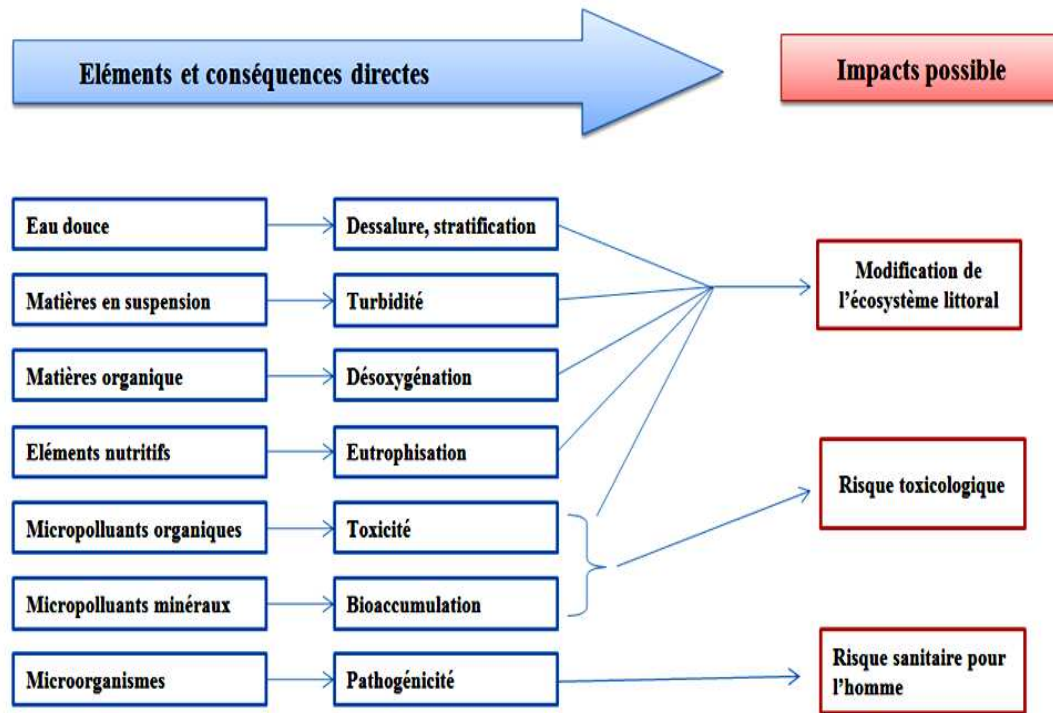 Eléments et conséquences directes
Impacts possible
Eau douce
Dessalure, stratification
Matières en suspension
Turbidité
Modification de
l'écosystème littoral
Matières organique
Désoxygénation
Eléments nutritifs
Eutrophisation
Risque toxicologique
Micropolluants organiques
Toxicité
Micropolluants minéraux
Bioaccumulation
Microorganismes
Pathogénicité
Risque sanitaire pour
l'homme